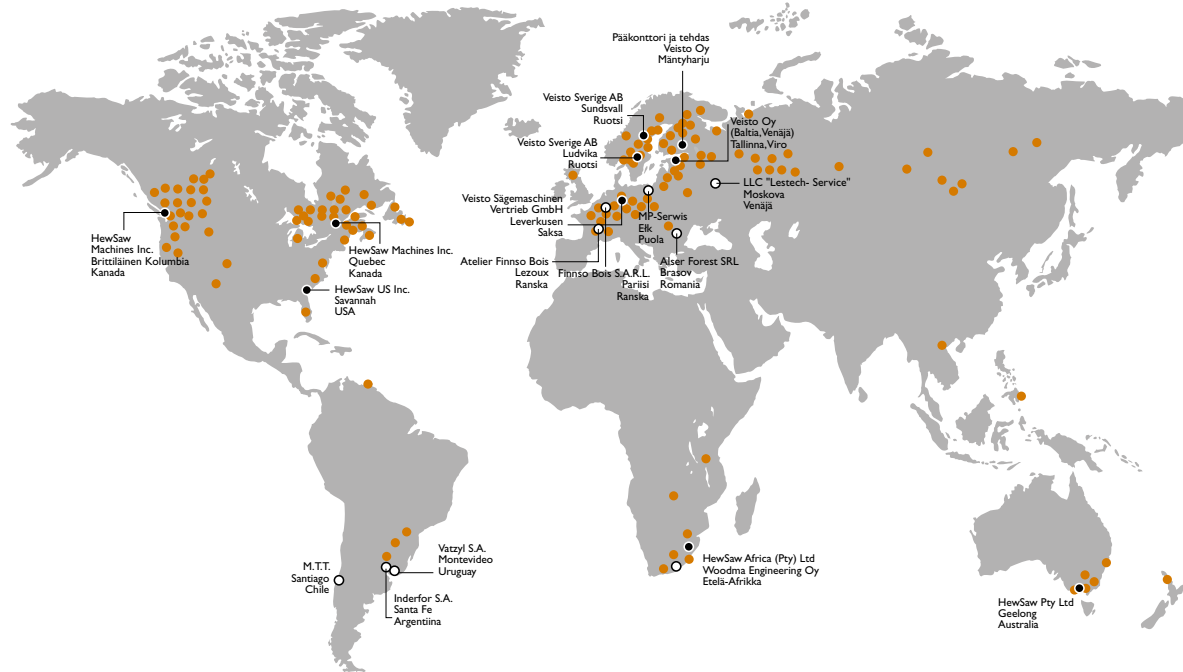 Pääkonttori ja tehdas
Veisto Oy
Mäntyharju
Veisto Sverige AB
Sundsvall
Ruotsi
Veisto Sverige AB
Ludvika
Ruotsi
Veisto Oy
(Baltia,Venäjä)
Tallinna,Viro
LLC "Lestech- Service"
Moskova
Venäjä
Veisto Sägemaschinen
Vertrieb GmbH
Leverkusen
Saksa
MP-Serwis
Ełk
Puola
Atelier Finnso Bois
Lezoux
Ranska
Finnso Bois S.A.R.L.
Pariisi
Ranska
Alser Forest SRL
Brasov
Romania
HewSaw
Machines Inc.
Brittiläinen Kolumbia
Kanada
HewSaw Machines Inc.
Quebec
Kanada
HewSaw US Inc.
Savannah
USA
M.T.T.
Santiago
Chile
Vatzyl S.A.
Montevideo
Uruguay
Inderfor S.A.
Santa Fe
Argentiina
HewSaw Africa (Pty) Ltd
Woodma Engineering Oy
Etelä-Afrikka
HewSaw Pty Ltd
Geelong
Australia